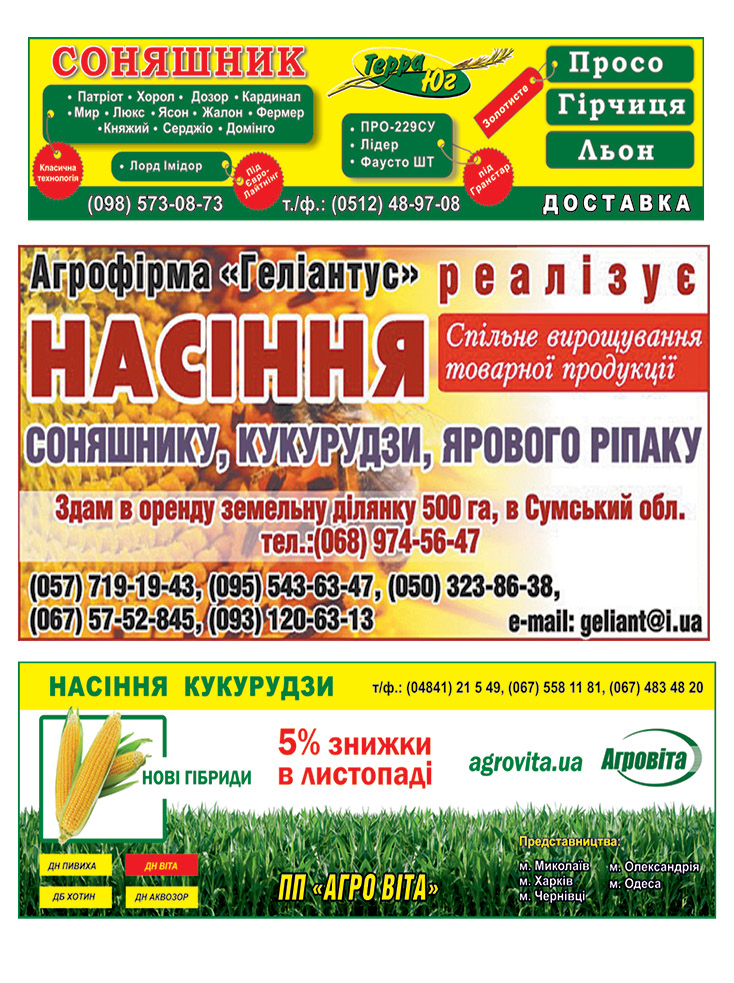 СОНЯШНИК
• Патріот • Хорол • Дозор • Кардинал
• Мир • Люкс • Ясон • Жалон • Фермер
• Княжий • Серджіо • Домінго
Класична
технологія
• Лорд Імідор
Під
Євро-
Лайтнінг
Терра
Юг
• ПРО-229СУ
• Лідер
• Фаусто ШТ
під
Гранстар
Золотисте
Просо
Гірчиця
Льон
(098) 573-08-73
т./ф.: (0512) 48-97-08
ДОСТАВКА
Агрофірма «Геліантус» реалізує
НАСІННЯ
Спільне вирощування
товарної продукції
СОНЯШНИКУ, КУКУРУДЗИ, ЯРОВОГО РІПАКУ
Здам в оренду земельну ділянку 500 га, в Сумський обл.
тел.:(068) 974-56-47
(057) 719-19-43, (095) 543-63-47, (050) 323-86-38,
(067) 57-52-845, (093) 120-63-13
e-mail: geliant@i.ua
НАСІННЯ КУКУРУДЗИ
т/ф.: (04841) 21 5 49, (067) 558 11 81, (067) 483 48 20
НОВІ ГІБРИДИ
5% знижки
в листопаді
agrovita.ua
Агровіта
ДН ПИВИХА
ДН ВІТА
ДБ ХОТИН
ДН АКВОЗОР
ПП «АГРО ВІТА»
Представництва:
м. Миколаїв
м. Харків
м. Чернівці
м. Олександрія
м. Одеса